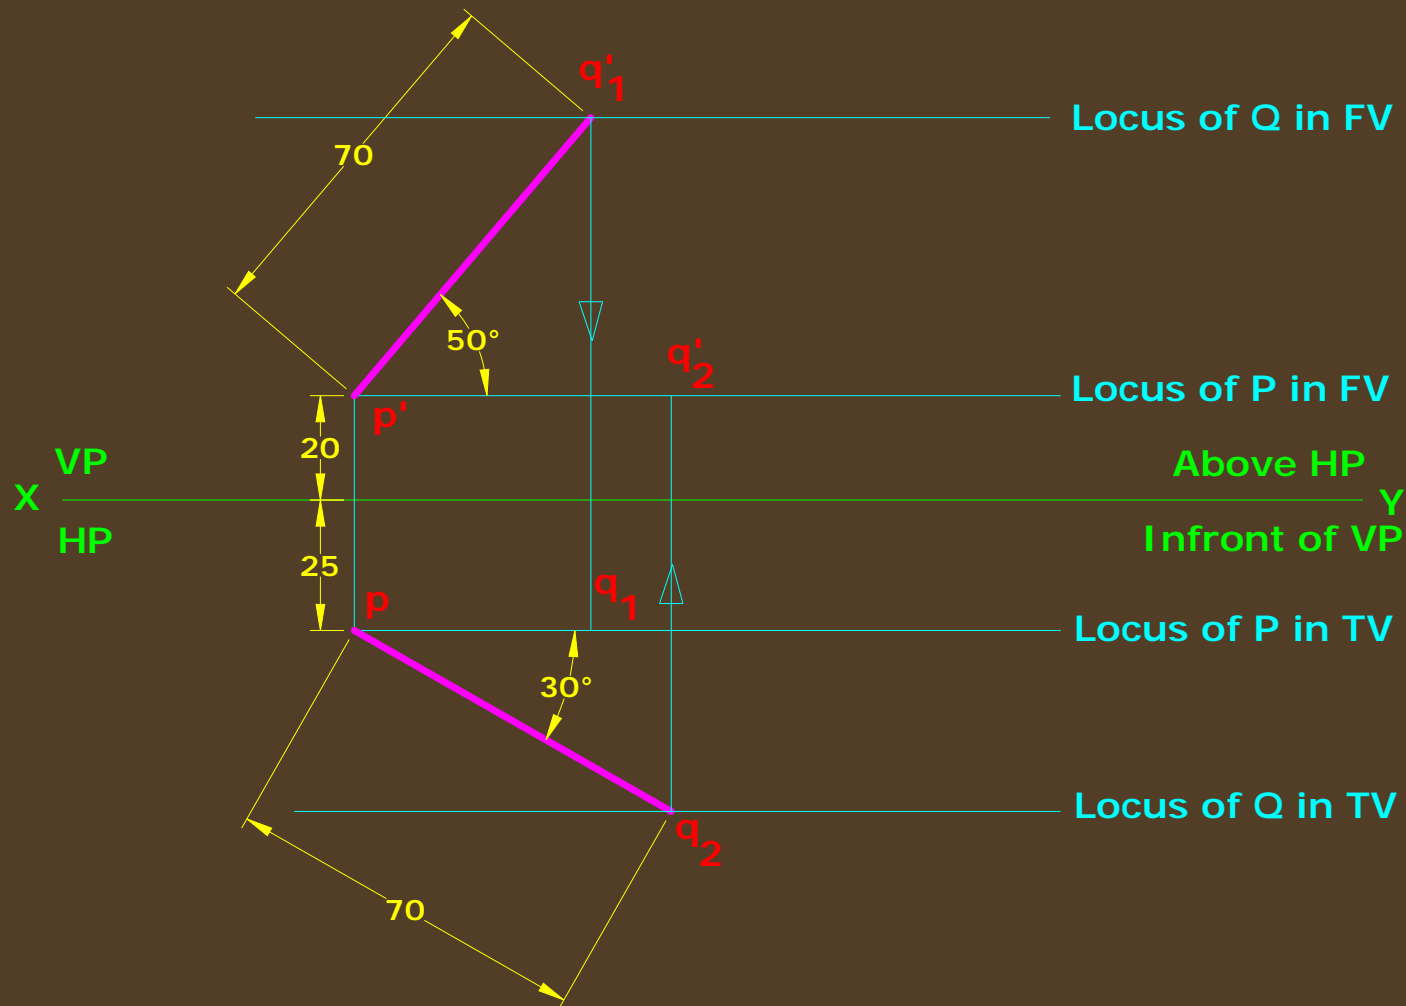 q'1
Locus of Q in FV
70
50°
q'2
Locus of P in FV
p'
20
VP
Above HP
X
Y
HP
Infront of VP
25
q1
p
Locus of P in TV
30°
Locus of Q in TV
q2
70